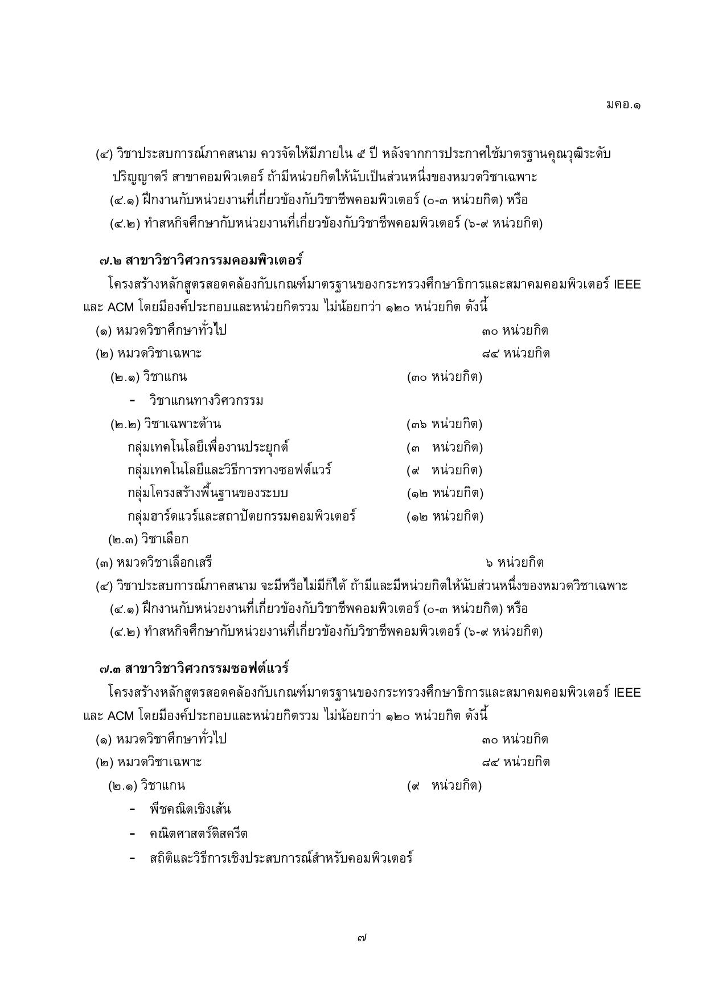 มคอ.๑
(๔) วิชาประสบการณ์ภาคสนาม ควรจัดให้มีภายใน ๕ ปี หลังจากการประกาศใช้มาตรฐานคุณวุฒิระดับ
ปริญญาตรี สาขาคอมพิวเตอร์ ถ้ามีหน่วยกิตให้นับเป็นส่วนหนึ่งของหมวดวิชาเฉพาะ
(๔.๑) ฝึกงานกับหน่วยงานที่เกี่ยวข้องกับวิชาชีพคอมพิวเตอร์ (๐-๓ หน่วยกิต) หรือ
(๔.๒) ทำสหกิจศึกษากับหน่วยงานที่เกี่ยวข้องกับวิชาชีพคอมพิวเตอร์ (๖-๙ หน่วยกิต)
๗.๒ สาขาวิชาวิศวกรรมคอมพิวเตอร์
โครงสร้างหลักสูตรสอดคล้องกับเกณฑ์มาตรฐานของกระทรวงศึกษาธิการและสมาคมคอมพิวเตอร์ IEEE
และ ACM โดยมีองค์ประกอบและหน่วยกิตรวม ไม่น้อยกว่า ๑๒๐ หน่วยกิต ดังนี้
(๑) หมวดวิชาศึกษาทั่วไป ๓๐ หน่วยกิต
(๒) หมวดวิชาเฉพาะ ๘๔ หน่วยกิต
(๒.๑) วิชาแกน (๓๐ หน่วยกิต)
- วิชาแกนทางวิศวกรรม
(๒.๒) วิชาเฉพาะด้าน (๓๖ หน่วยกิต)
กลุ่มเทคโนโลยีเพื่องานประยุกต์ (๓ หน่วยกิต)
กลุ่มเทคโนโลยีและวิธีการทางซอฟต์แวร์ (๙ หน่วยกิต)
กลุ่มโครงสร้างพื้นฐานของระบบ (๑๒ หน่วยกิต)
กลุ่มฮาร์ดแวร์และสถาปัตยกรรมคอมพิวเตอร์ (๑๒ หน่วยกิต)
(๒.๓) วิชาเลือก
(๓) หมวดวิชาเลือกเสรี ๖ หน่วยกิต
(๔) วิชาประสบการณ์ภาคสนาม จะมีหรือไม่มีก็ได้ ถ้ามีและมีหน่วยกิตให้นับส่วนหนึ่งของหมวดวิชาเฉพาะ
(๔.๑) ฝึกงานกับหน่วยงานที่เกี่ยวข้องกับวิชาชีพคอมพิวเตอร์ (๐-๓ หน่วยกิต) หรือ
(๔.๒) ทำสหกิจศึกษากับหน่วยงานที่เกี่ยวข้องกับวิชาชีพคอมพิวเตอร์ (๖-๙ หน่วยกิต)
๗.๓ สาขาวิชาวิศวกรรมซอฟต์แวร์
โครงสร้างหลักสูตรสอดคล้องกับเกณฑ์มาตรฐานของกระทรวงศึกษาธิการและสมาคมคอมพิวเตอร์ IEEE
และ ACM โดยมีองค์ประกอบและหน่วยกิตรวม ไม่น้อยกว่า ๑๒๐ หน่วยกิต ดังนี้
(๑) หมวดวิชาศึกษาทั่วไป ๓๐ หน่วยกิต
(๒) หมวดวิชาเฉพาะ ๘๔ หน่วยกิต
(๒.๑) วิชาแกน (๙ หน่วยกิต)
- พีชคณิตเชิงเส้น
- คณิตศาสตร์ดิสครีต
- สถิติและวิธีการเชิงประสบการณ์สำหรับคอมพิวเตอร์
๗